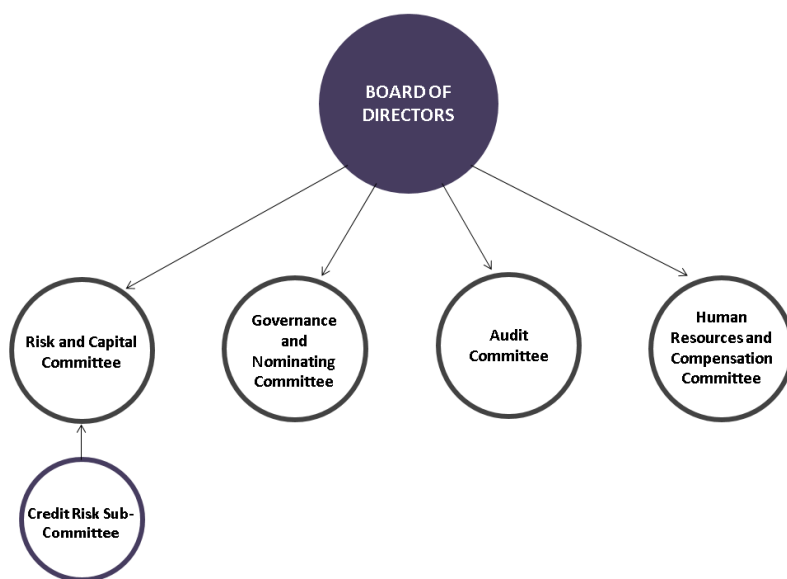 BOARD OF
DIRECTORS
Risk and Capital
Committee
Governance
and
Nominating
Committee
Audit
Committee
Human
Resources and
Compensation
Committee
Credit Risk Sub-
Committee